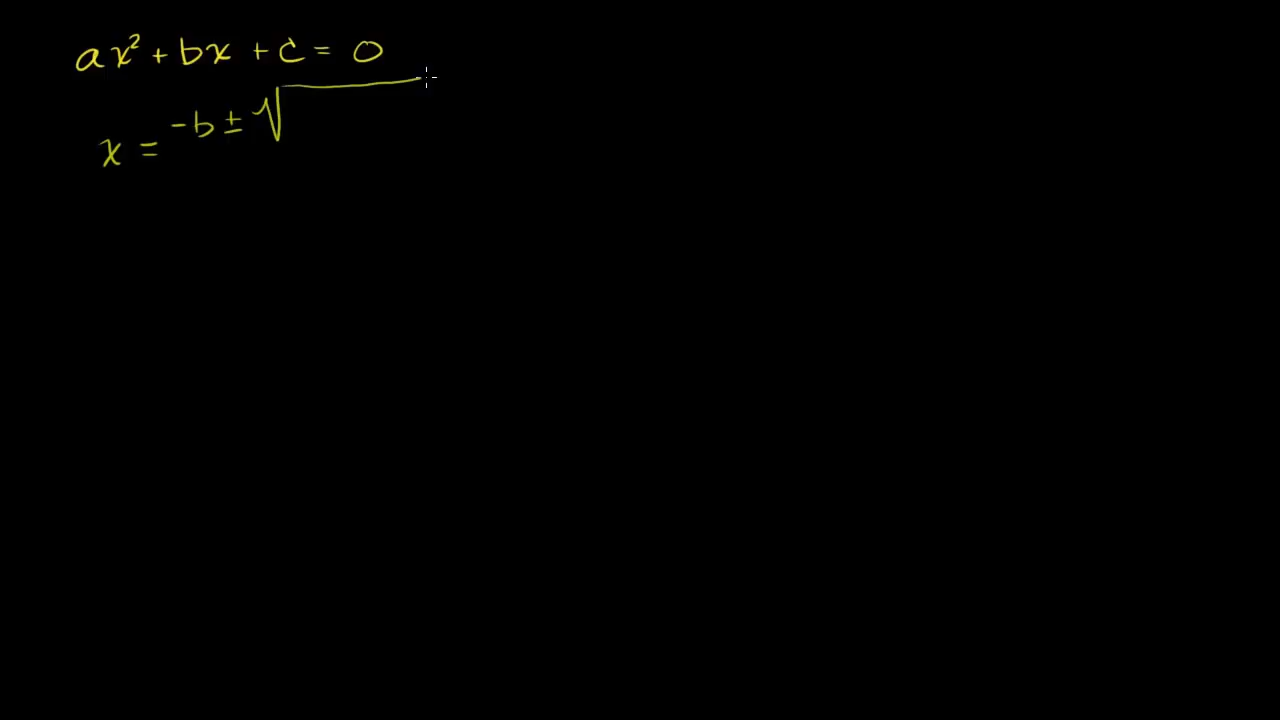 ax² + bx + c = 0
x = -b ± √